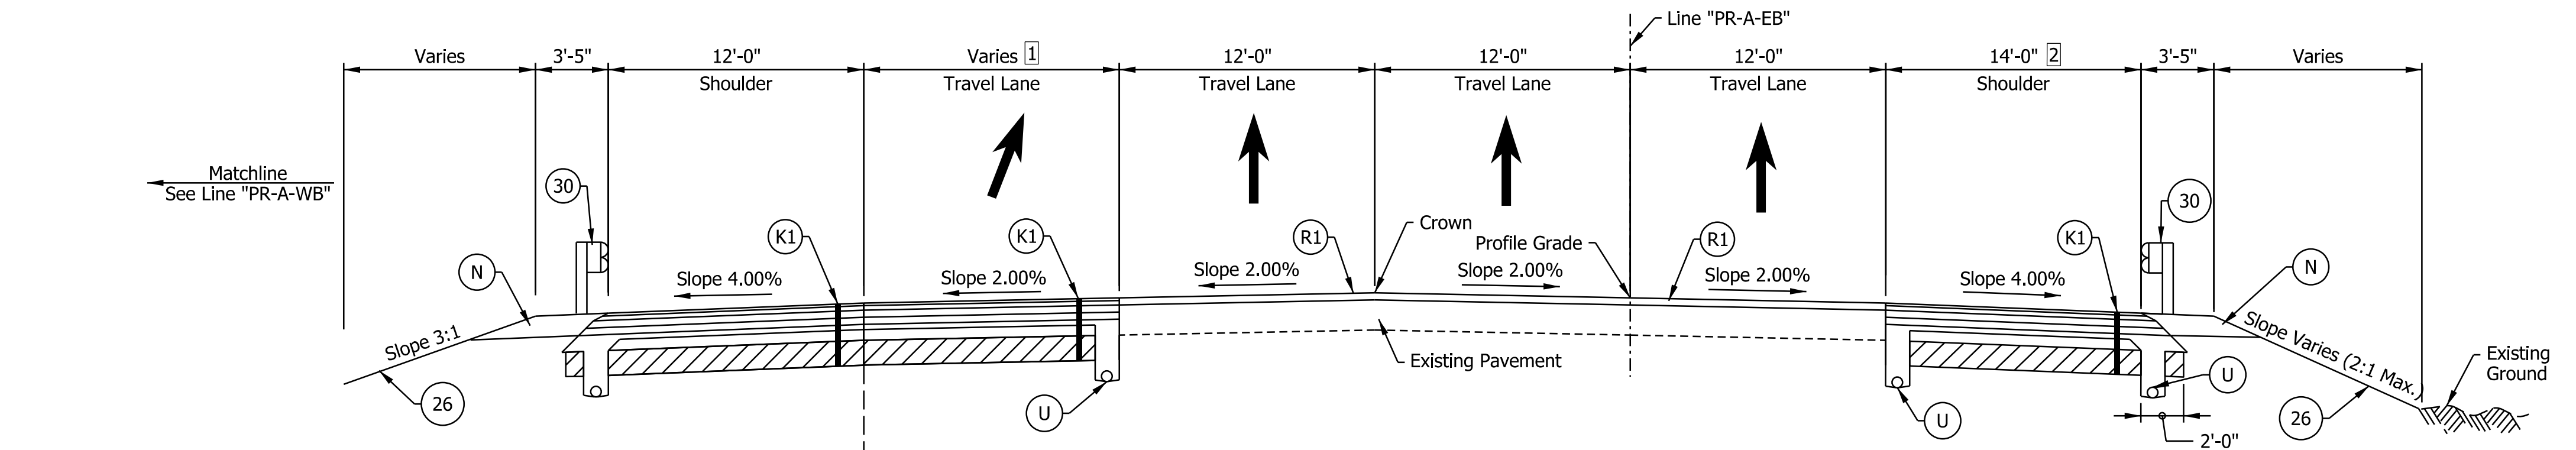 Line "PR-A-EB"
Varies 3'-5" 12'-0" Varies 1 12'-0" 12'-0" 12'-0" 14'-0" 2 3'-5" Varies
Shoulder Travel Lane Travel Lane Travel Lane Travel Lane Shoulder
Matchline
See Line "PR-A-WB"
30 30
K1 K1 R1 Crown Profile Grade R1 K1
N Slope 4.00% Slope 2.00% Slope 2.00% Slope 2.00% Slope 2.00% Slope 4.00% N
Slope 3:1 Slope Varies (2:1 Max.)
Existing Pavement
Existing
Ground
26 U U U 26
2'-0"